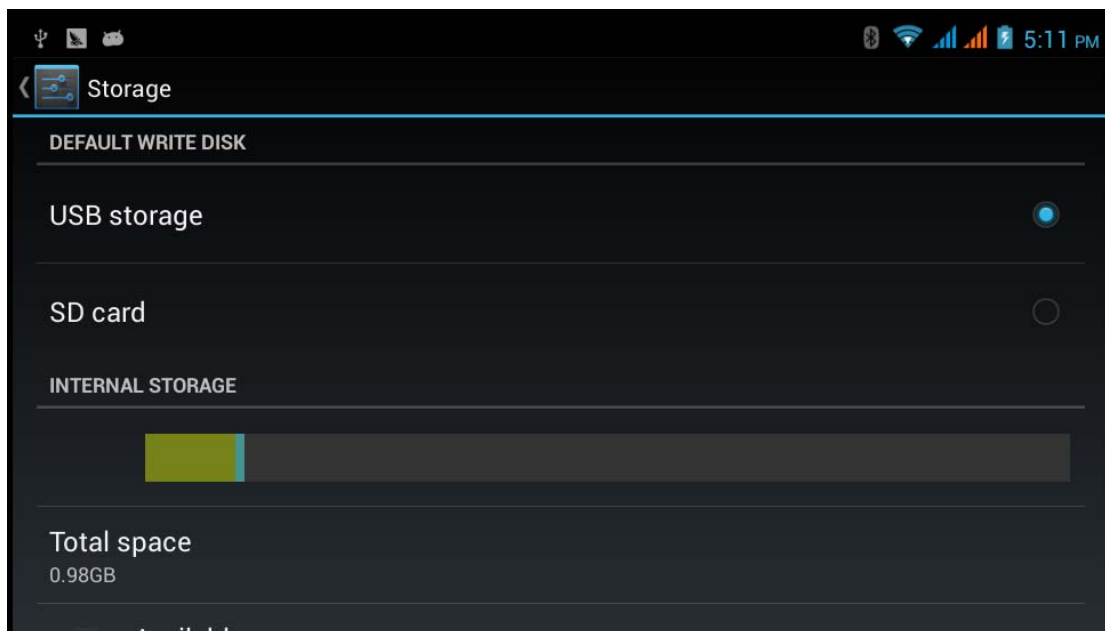 5:11 PM
Storage
DEFAULT WRITE DISK
USB storage
SD card
INTERNAL STORAGE
Total space
0.98GB